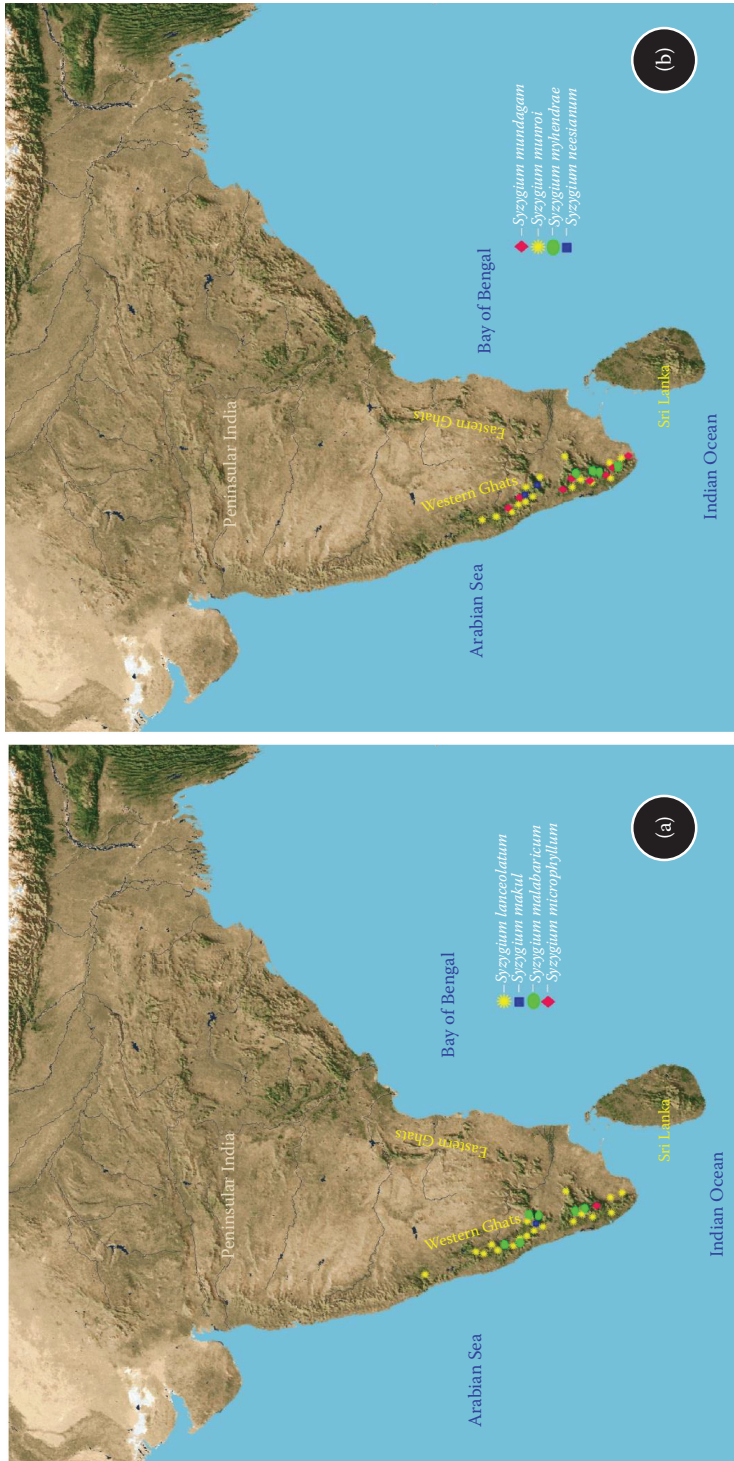 Peninsular India
Western Ghats
Eastern Ghats
Arabian Sea
Bay of Bengal
– Syzygium lanceolatum
– Syzygium makul
– Syzygium malabaricum
– Syzygium microphyllum
Sri Lanka
Indian Ocean
(a)
Peninsular India
Western Ghats
Eastern Ghats
Arabian Sea
Bay of Bengal
– Syzygium mundagam
– Syzygium munroi
– Syzygium myhendrae
– Syzygium neesianum
Sri Lanka
Indian Ocean
(b)